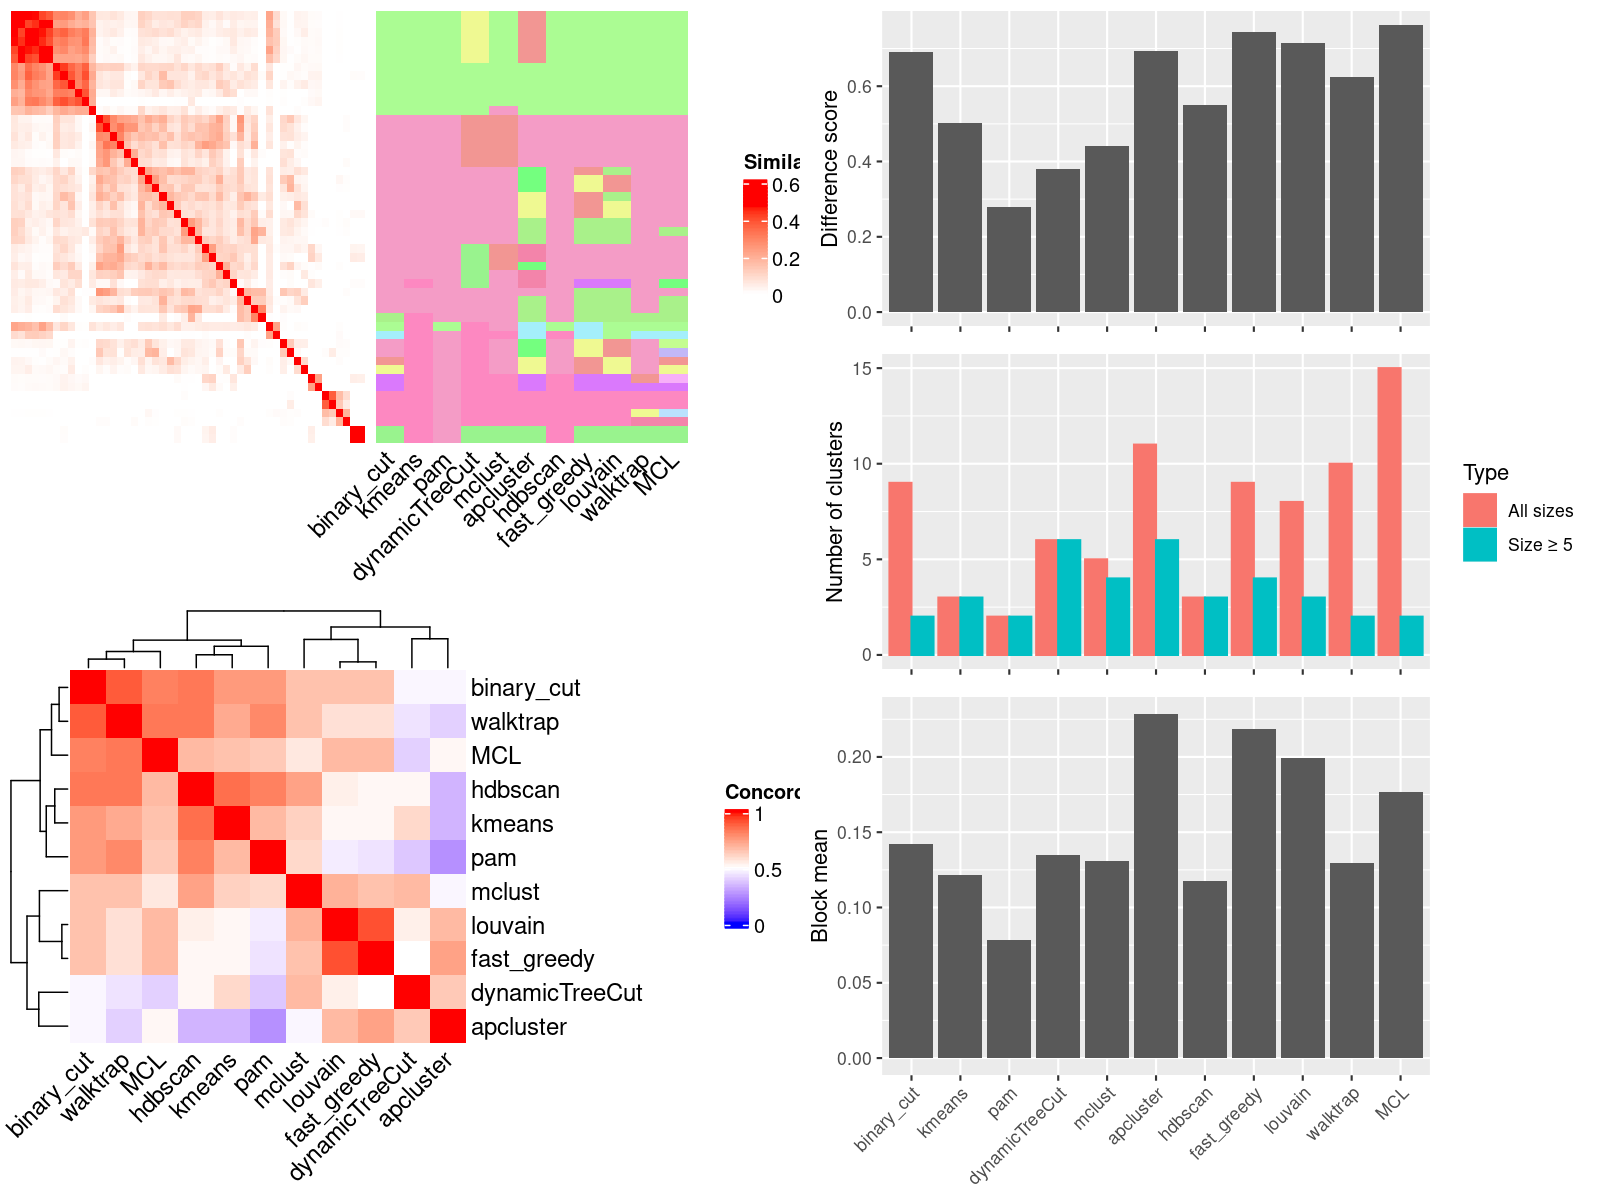 Simila
0.6
0.4
0.2
0
binary_cut
kmeans
pam
dynamicTreeCut
mclust
apcluster
hdbscan
fast_greedy
louvain
walktrap
MCL
binary_cut
walktrap
MCL
hdbscan
kmeans
pam
mclust
louvain
fast_greedy
dynamicTreeCut
apcluster
binary_cut
walktrap
MCL
hdbscan
kmeans
pam
mclust
louvain
fast_greedy
dynamicTreeCut
apcluster
Concord
1
0.5
0
Difference score
0.6
0.4
0.2
0.0
Number of clusters
15
10
5
0
Type
All sizes
Size ≥ 5
Block mean
0.20
0.15
0.10
0.05
0.00
binary_cut
kmeans
pam
dynamicTreeCut
mclust
apcluster
hdbscan
fast_greedy
louvain
walktrap
MCL